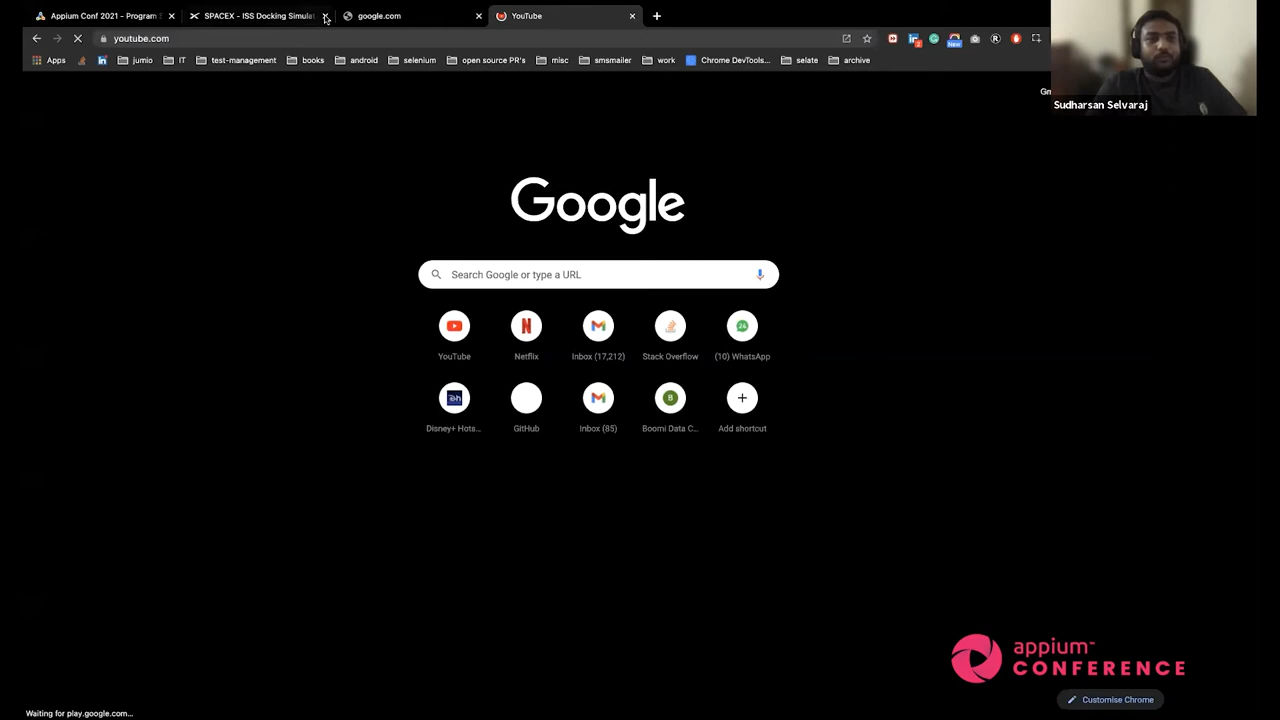 Appium Conf 2021 - Program
SPACEX - ISS Docking Simulat
google.com
YouTube
youtube.com
New
Apps
jumio
IT
test-management
books
android
selenium
open source PR's
misc
smsmailer
work
Chrome DevTools...
selate
archive
Gm
Sudharsan Selvaraj
Google
Search Google or type a URL
YouTube
Netflix
Inbox (17,212)
Stack Overflow
(10) WhatsApp
Disney+ Hots...
GitHub
Inbox (85)
Boomi Data C...
Add shortcut
appium
CONFERENCE
Customise Chrome
Waiting for play.google.com...